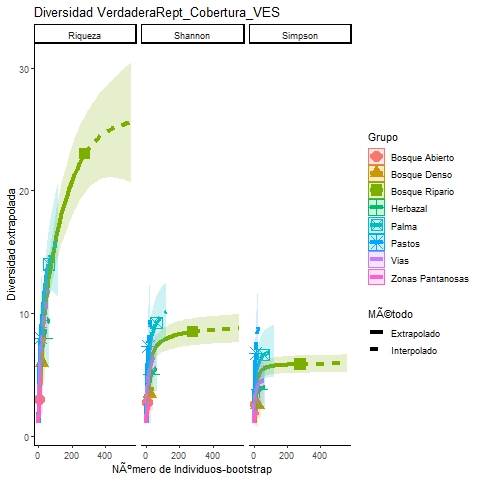 Diversidad VerdaderaRept_Cobertura_VES
Riqueza
Shannon
Simpson
Diversidad extrapolada
30
20
10
0
0 200 400
0 200 400
0 200 400
NÃºmero de Individuos-bootstrap
Grupo
Bosque Abierto
Bosque Denso
Bosque Ripario
Herbazal
Palma
Pastos
Vias
Zonas Pantanosas
MÃ©todo
Extrapolado
Interpolado